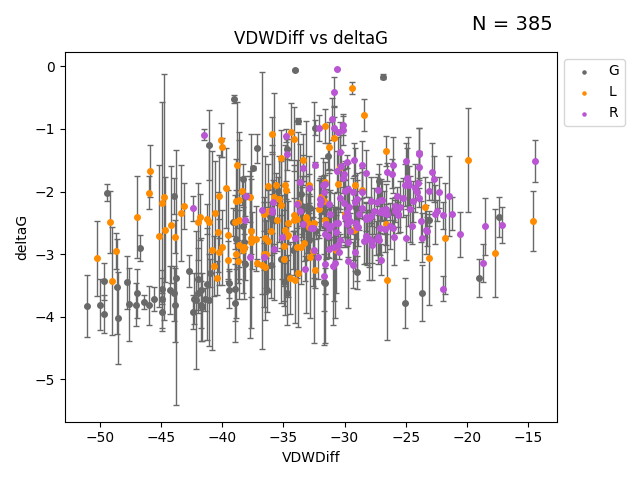 N = 385
VDWDiff vs deltaG
G
L
R
0
−1
−2
−3
−4
−5
deltaG
−50
−45
−40
−35
−30
−25
−20
−15
VDWDiff